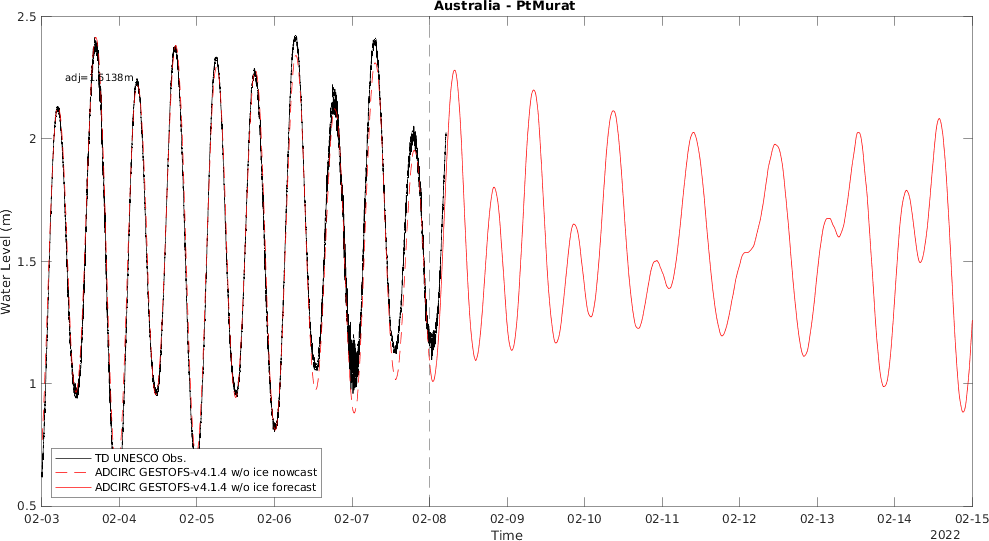 Australia - PtMurat
2.5
adj=1.5138m
2
Water Level (m)
1.5
1
TD UNESCO Obs.
ADCIRC GESTOFS-v4.1.4 w/o ice nowcast
ADCIRC GESTOFS-v4.1.4 w/o ice forecast
0.5
02-03 02-04 02-05 02-06 02-07 02-08 02-09 02-10 02-11 02-12 02-13 02-14 02-15
Time
2022